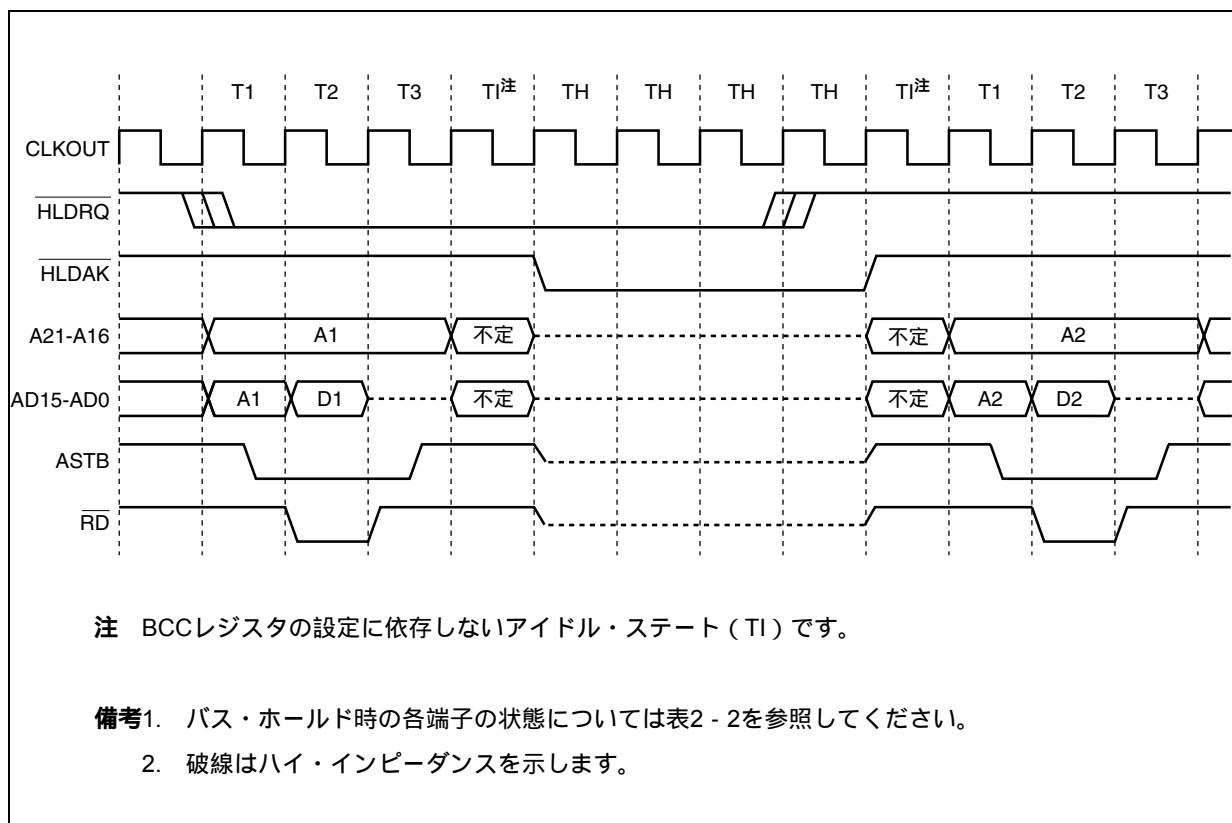 T1 T2 T3 TI注 TH TH TH TH TI注 T1 T2 T3
CLKOUT
HLDRQ
HLDAK
A21-A16 A1 不定 不定 A2
AD15-AD0 A1 D1 不定 不定 A2 D2
ASTB
RD
注 BCCレジスタの設定に依存しないアイドル・ステート（TI）です。
備考1. バス・ホールド時の各端子の状態については表2-2を参照してください。
2. 破線はハイ・インピーダンスを示します。